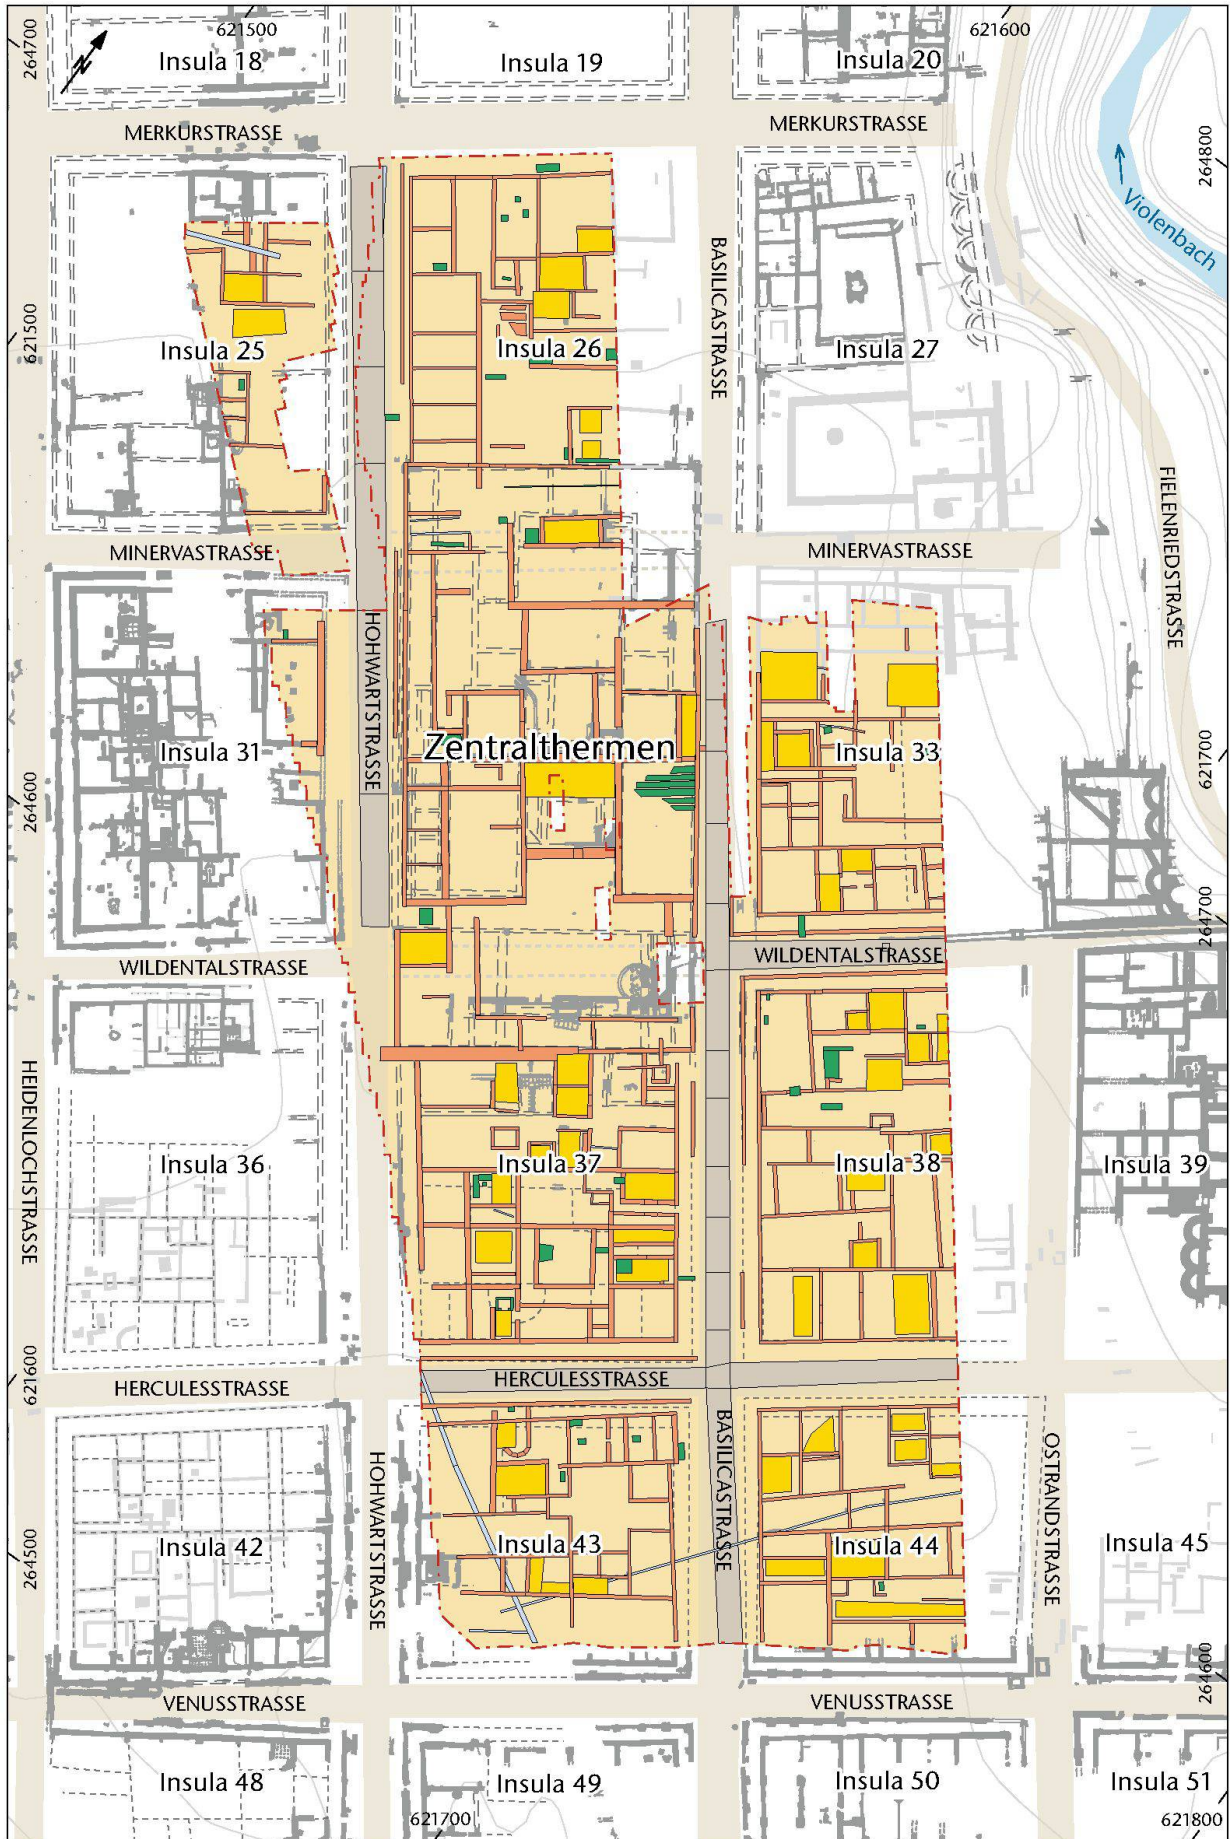 264700
621500
621600
Insula 18
Insula 19
Insula 20
MERKURSTRASSE
MERKURSTRASSE
264800
Violenbach
BASILICASTRASSE
621500
Insula 25
Insula 26
Insula 27
FIELENRIEDSTRASSE
MINERVASTRASSE
MINERVASTRASSE
HOHWARTSTRASSE
Insula 31
Zentralthermen
Insula 33
621700
264600
264700
WILDENTALSTRASSE
WILDENTALSTRASSE
HEIDENLOCHSTRASSE
Insula 36
Insula 37
Insula 38
Insula 39
621600
HERCULESSTRASSE
HERCULESSTRASSE
HOHWARTSTRASSE
BASILICASTRASSE
OSTRANDSTRASSE
264500
Insula 42
Insula 43
Insula 44
Insula 45
264600
VENUSSTRASSE
VENUSSTRASSE
Insula 48
Insula 49
Insula 50
Insula 51
621700
621800